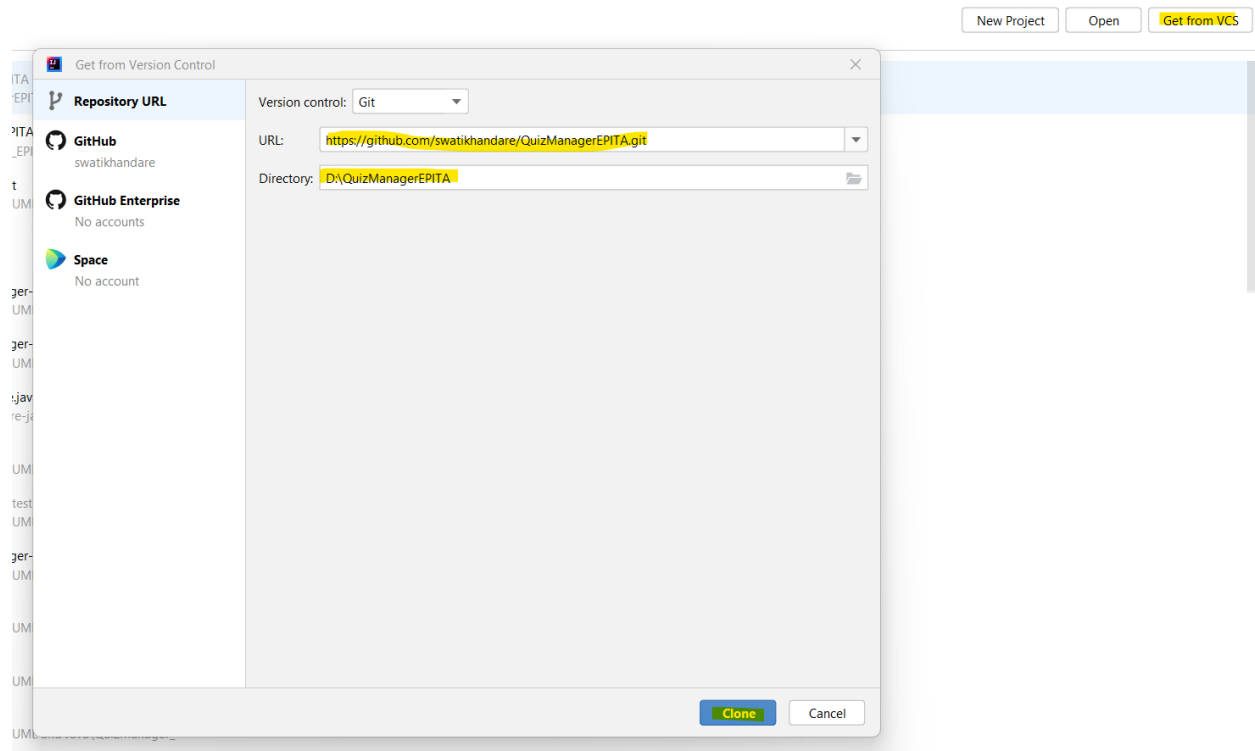 New Project Open Get from VCS
Get from Version Control
Repository URL
GitHub
swatikhandare
GitHub Enterprise
No accounts
Space
No account
Version control: Git
URL: https://github.com/swatikhandare/QuizManagerEPITA.git
Directory: D:\QuizManagerEPITA
Clone Cancel